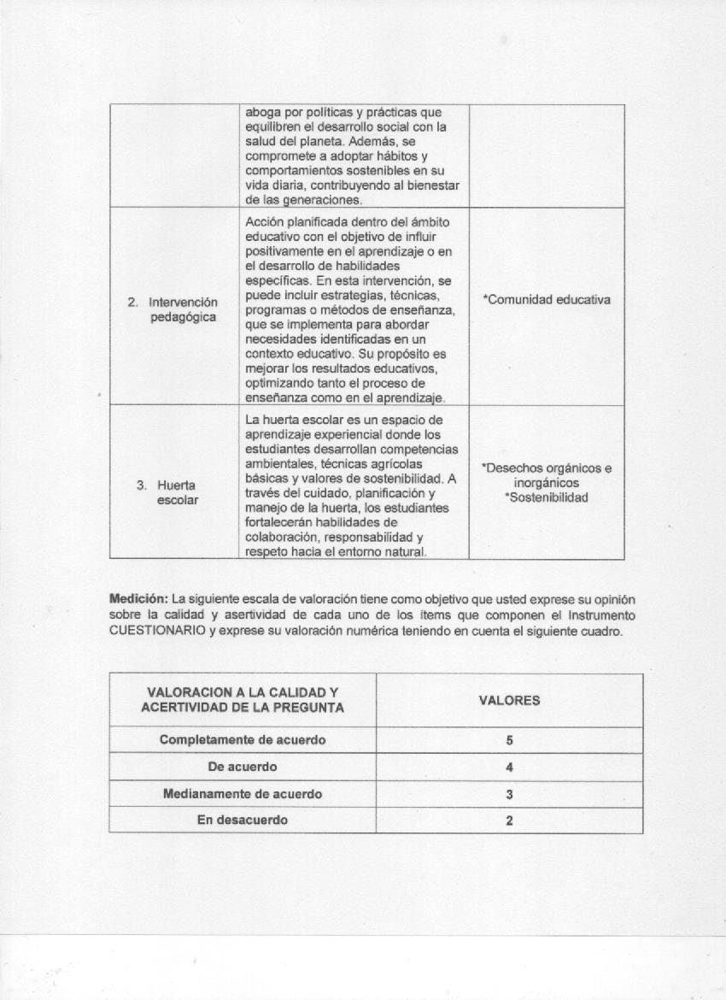 aboga por políticas y prácticas que
equilibren el desarrollo social con la
salud del planeta. Además, se
compromete a adoptar hábitos y
comportamientos sostenibles en su
vida diaria, contribuyendo al bienestar
de las generaciones.
2. Intervención
pedagógica
Acción planificada dentro del ámbito
educativo con el objetivo de influir
positivamente en el aprendizaje o en
el desarrollo de habilidades
específicas. En esta intervención, se
puede incluir estrategias, técnicas,
programas o métodos de enseñanza,
que se implementa para abordar
necesidades identificadas en un
contexto educativo. Su propósito es
mejorar los resultados educativos,
optimizando tanto el proceso de
enseñanza como en el aprendizaje.
*Comunidad educativa
3. Huerta
escolar
La huerta escolar es un espacio de
aprendizaje experiencial donde los
estudiantes desarrollan competencias
ambientales, técnicas agrícolas
básicas y valores de sostenibilidad. A
través del cuidado, planificación y
manejo de la huerta, los estudiantes
fortalecerán habilidades de
colaboración, responsabilidad y
respeto hacia el entorno natural.
*Desechos orgánicos e
inorgánicos
*Sostenibilidad
Medición: La siguiente escala de valoración tiene como objetivo que usted exprese su opinión
sobre la calidad y asertividad de cada uno de los ítems que componen el Instrumento
CUESTIONARIO y exprese su valoración numérica teniendo en cuenta el siguiente cuadro.
VALORACION A LA CALIDAD Y
ACERTIVIDAD DE LA PREGUNTA
VALORES
Completamente de acuerdo 5
De acuerdo 4
Medianamente de acuerdo 3
En desacuerdo 2